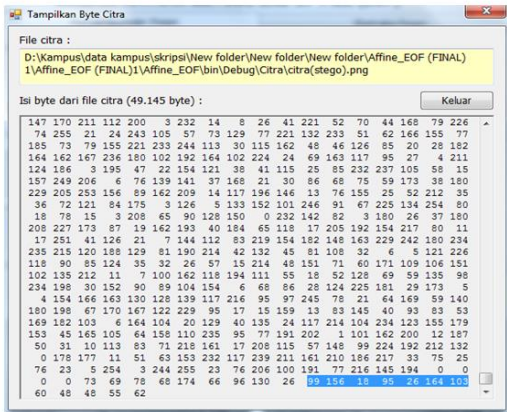 Tampilkan Byte Citra
File citra :
D:\Kampus\data kampus\skripsi\New folder\New folder\New folder\Affine_EOF (FINAL)
1\Affine_EOF (FINAL)1\Affine_EOF\bin\Debug\Citra\citra(stego).png
Isi byte dari file citra (49.145 byte) :
Keluar
147 170 211 112 200 3 232 14 8 26 41 221 52 70 44 168 79 226
74 255 21 24 243 105 57 73 129 77 221 132 233 51 62 166 155 77
185 73 79 155 221 233 244 113 30 115 162 48 46 126 85 20 28 182
164 162 167 236 180 102 192 164 102 224 24 69 163 117 95 27 4 211
124 186 3 195 47 22 154 121 38 41 115 25 85 232 237 105 58 15
157 249 206 6 76 139 141 37 168 21 30 86 68 75 59 173 38 180
229 205 253 156 89 162 209 14 117 196 146 13 76 155 25 52 212 35
36 72 121 84 175 3 126 5 133 152 101 246 91 67 225 134 254 80
18 78 15 3 208 65 90 128 150 0 232 142 82 3 180 26 37 180
208 227 173 87 19 162 193 40 184 65 118 17 205 192 154 217 80 11
17 251 41 126 21 7 144 112 83 219 154 182 148 163 229 242 180 234
235 215 120 188 129 81 190 214 42 132 45 81 108 32 6 5 121 226
118 90 85 124 35 32 26 57 15 214 48 151 71 60 171 109 106 151
102 135 212 11 7 100 162 118 194 111 55 18 52 128 69 59 135 98
234 198 30 152 90 89 104 154 6 68 86 28 124 225 181 29 173 5
4 154 166 163 130 128 139 117 216 95 97 245 78 21 64 169 59 140
180 198 67 170 167 122 229 95 17 15 159 13 83 145 40 93 83 53
169 182 103 6 164 104 20 129 40 135 24 117 214 104 234 123 155 179
153 45 165 105 64 158 110 235 95 77 191 202 1 101 162 200 12 187
50 31 10 113 83 71 218 161 17 208 115 57 148 99 224 192 212 132
0 178 177 11 51 63 153 232 117 239 211 161 210 186 217 33 75 25
76 23 5 254 3 244 255 23 76 206 100 191 77 216 145 194 0 0
0 0 73 69 78 68 174 66 96 130 26 99 156 18 95 26 164 103
60 48 48 55 62